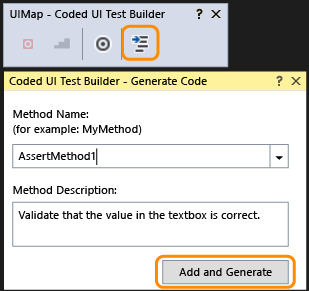 UIMap - Coded UI Test Builder ? ×
Coded UI Test Builder - Generate Code ? ×
Method Name:
(for example: MyMethod)
AssertMethod1
Method Description:
Validate that the value in the textbox is correct.
Add and Generate